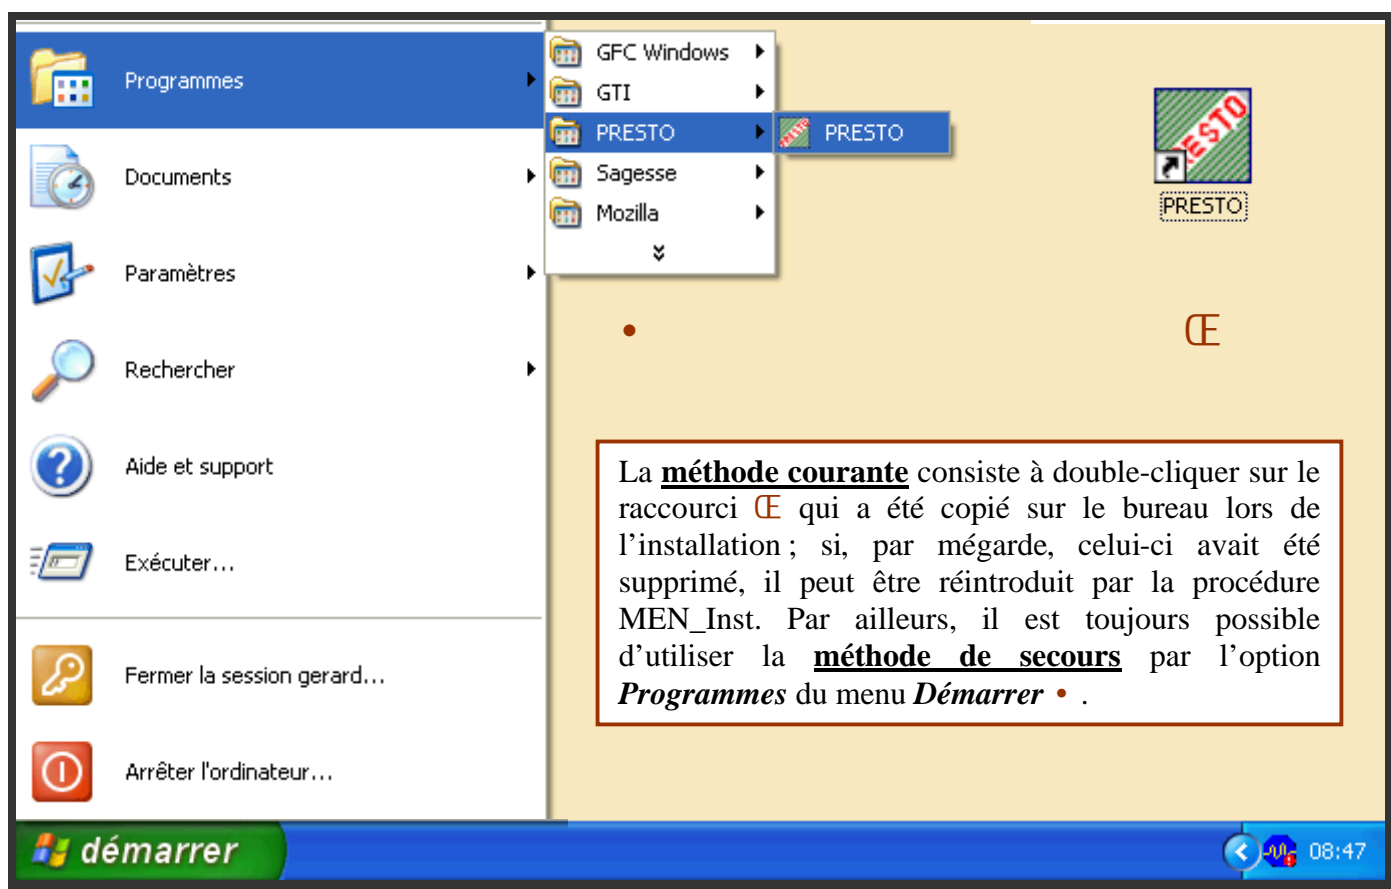 Programmes
Documents
Paramètres
Rechercher
Aide et support
Exécuter...
Fermer la session gerard...
Arrêter l'ordinateur...
GFC Windows
GTI
PRESTO
Sagesse
Mozilla
PRESTO
PRESTO
• Œ
La méthode courante consiste à double-cliquer sur le
raccourci Œ qui a été copié sur le bureau lors de
l’installation ; si, par mégarde, celui-ci avait été
supprimé, il peut être réintroduit par la procédure
MEN_Inst. Par ailleurs, il est toujours possible
d’utiliser la méthode de secours par l’option
Programmes du menu Démarrer • .
démarrer
08:47